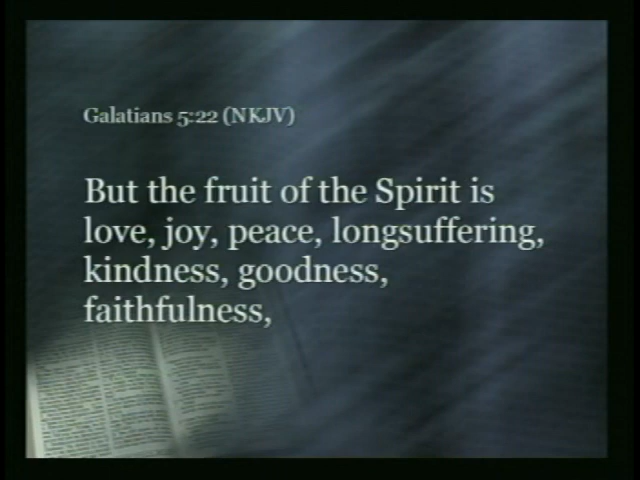 Galatians 5:22 (NKJV)
But the fruit of the Spirit is
love, joy, peace, longsuffering,
kindness, goodness,
faithfulness,